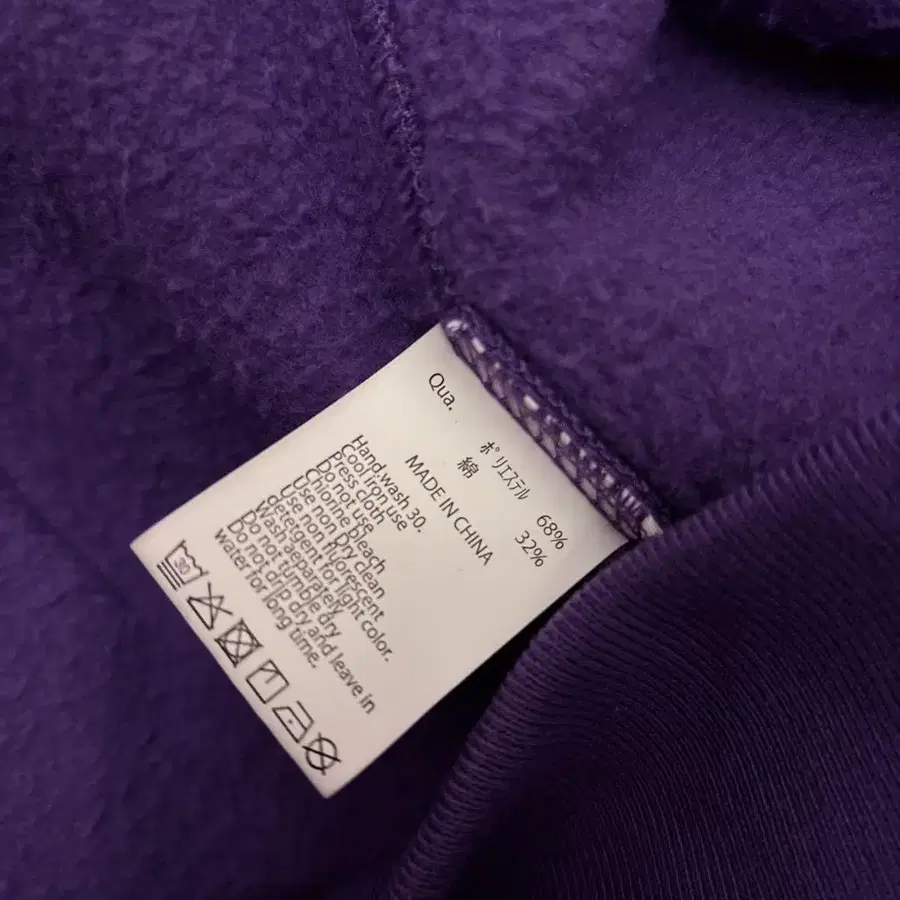 Qua.
ポリエステル 68%
綿 32%
MADE IN CHINA
Hand.wash 30.
Cool iron use
Press cloth
Do not use
Chlorine bleach
Use non Dry clean
Use non fluorescent
detergent for light color.
Wash aeparately
Do not tumble dry
Do not drip dry and leave in
water for long time.
30